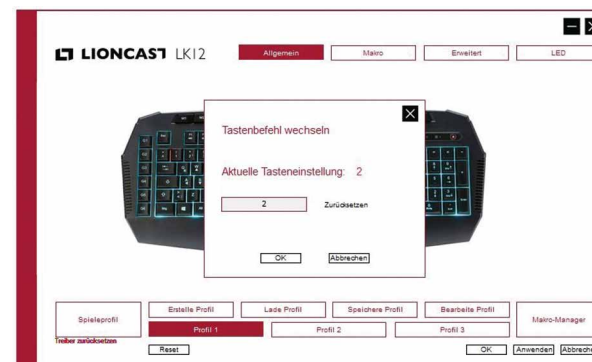 LIONCAST LK12
Allgemein
Makro
Erweitert
LED
Tastenbefehl wechseln
Aktuelle Tasteneinstellung: 2
2
Zurücksetzen
OK
Abbrechen
Spieleprofil
Erstelle Profil
Lade Profil
Speichere Profil
Bearbeite Profil
Makro-Manager
Profil 1
Profil 2
Profil 3
Treiber zurücksetzen
Reset
OK
Anwenden
Abbreche